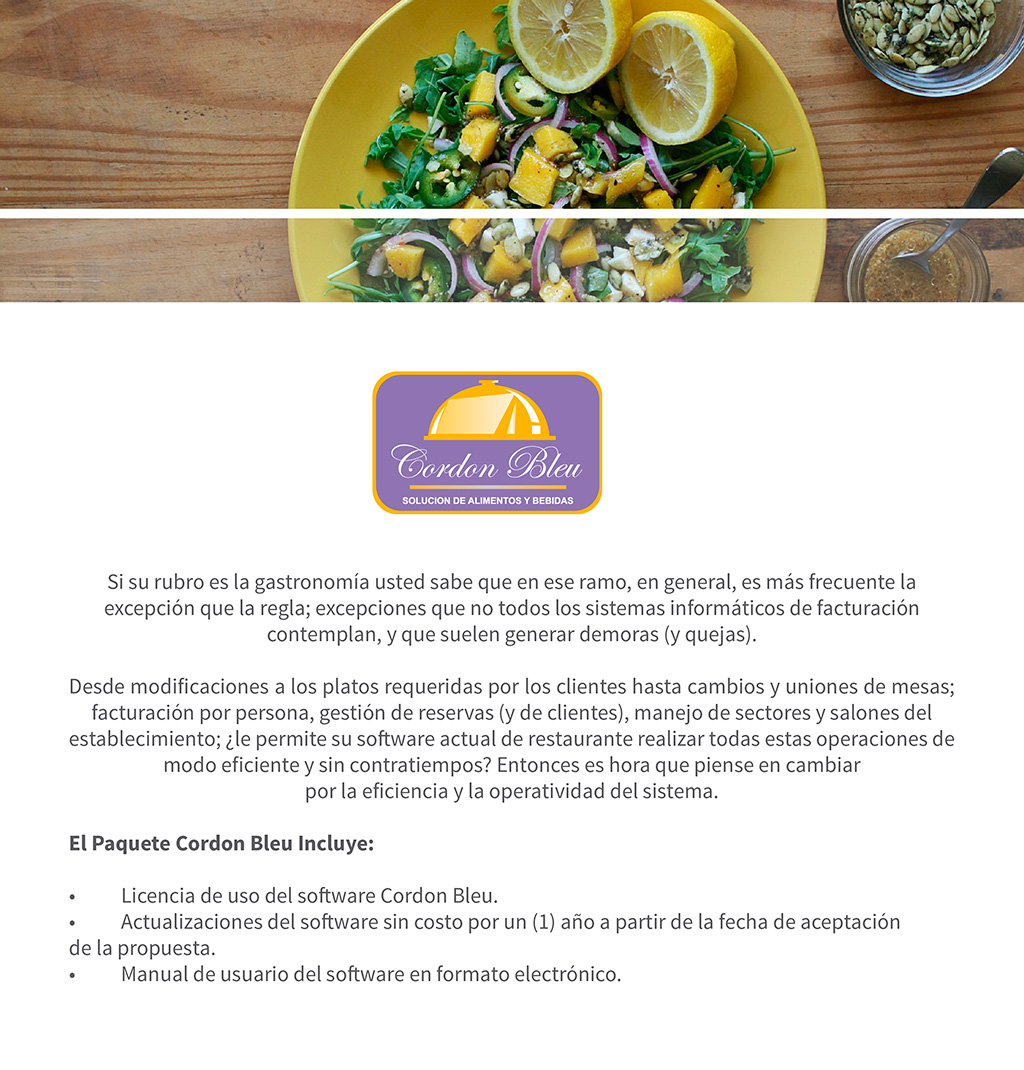 Cordon Bleu
SOLUCION DE ALIMENTOS Y BEBIDAS
Si su rubro es la gastronomía usted sabe que en ese ramo, en general, es más frecuente la
excepción que la regla; excepciones que no todos los sistemas informáticos de facturación
contemplan, y que suelen generar demoras (y quejas).
Desde modificaciones a los platos requeridas por los clientes hasta cambios y uniones de mesas;
facturación por persona, gestión de reservas (y de clientes), manejo de sectores y salones del
establecimiento; ¿le permite su software actual de restaurante realizar todas estas operaciones de
modo eficiente y sin contratiempos? Entonces es hora que piense en cambiar
por la eficiencia y la operatividad del sistema.
El Paquete Cordon Bleu Incluye:
• Licencia de uso del software Cordon Bleu.
• Actualizaciones del software sin costo por un (1) año a partir de la fecha de aceptación
de la propuesta.
• Manual de usuario del software en formato electrónico.